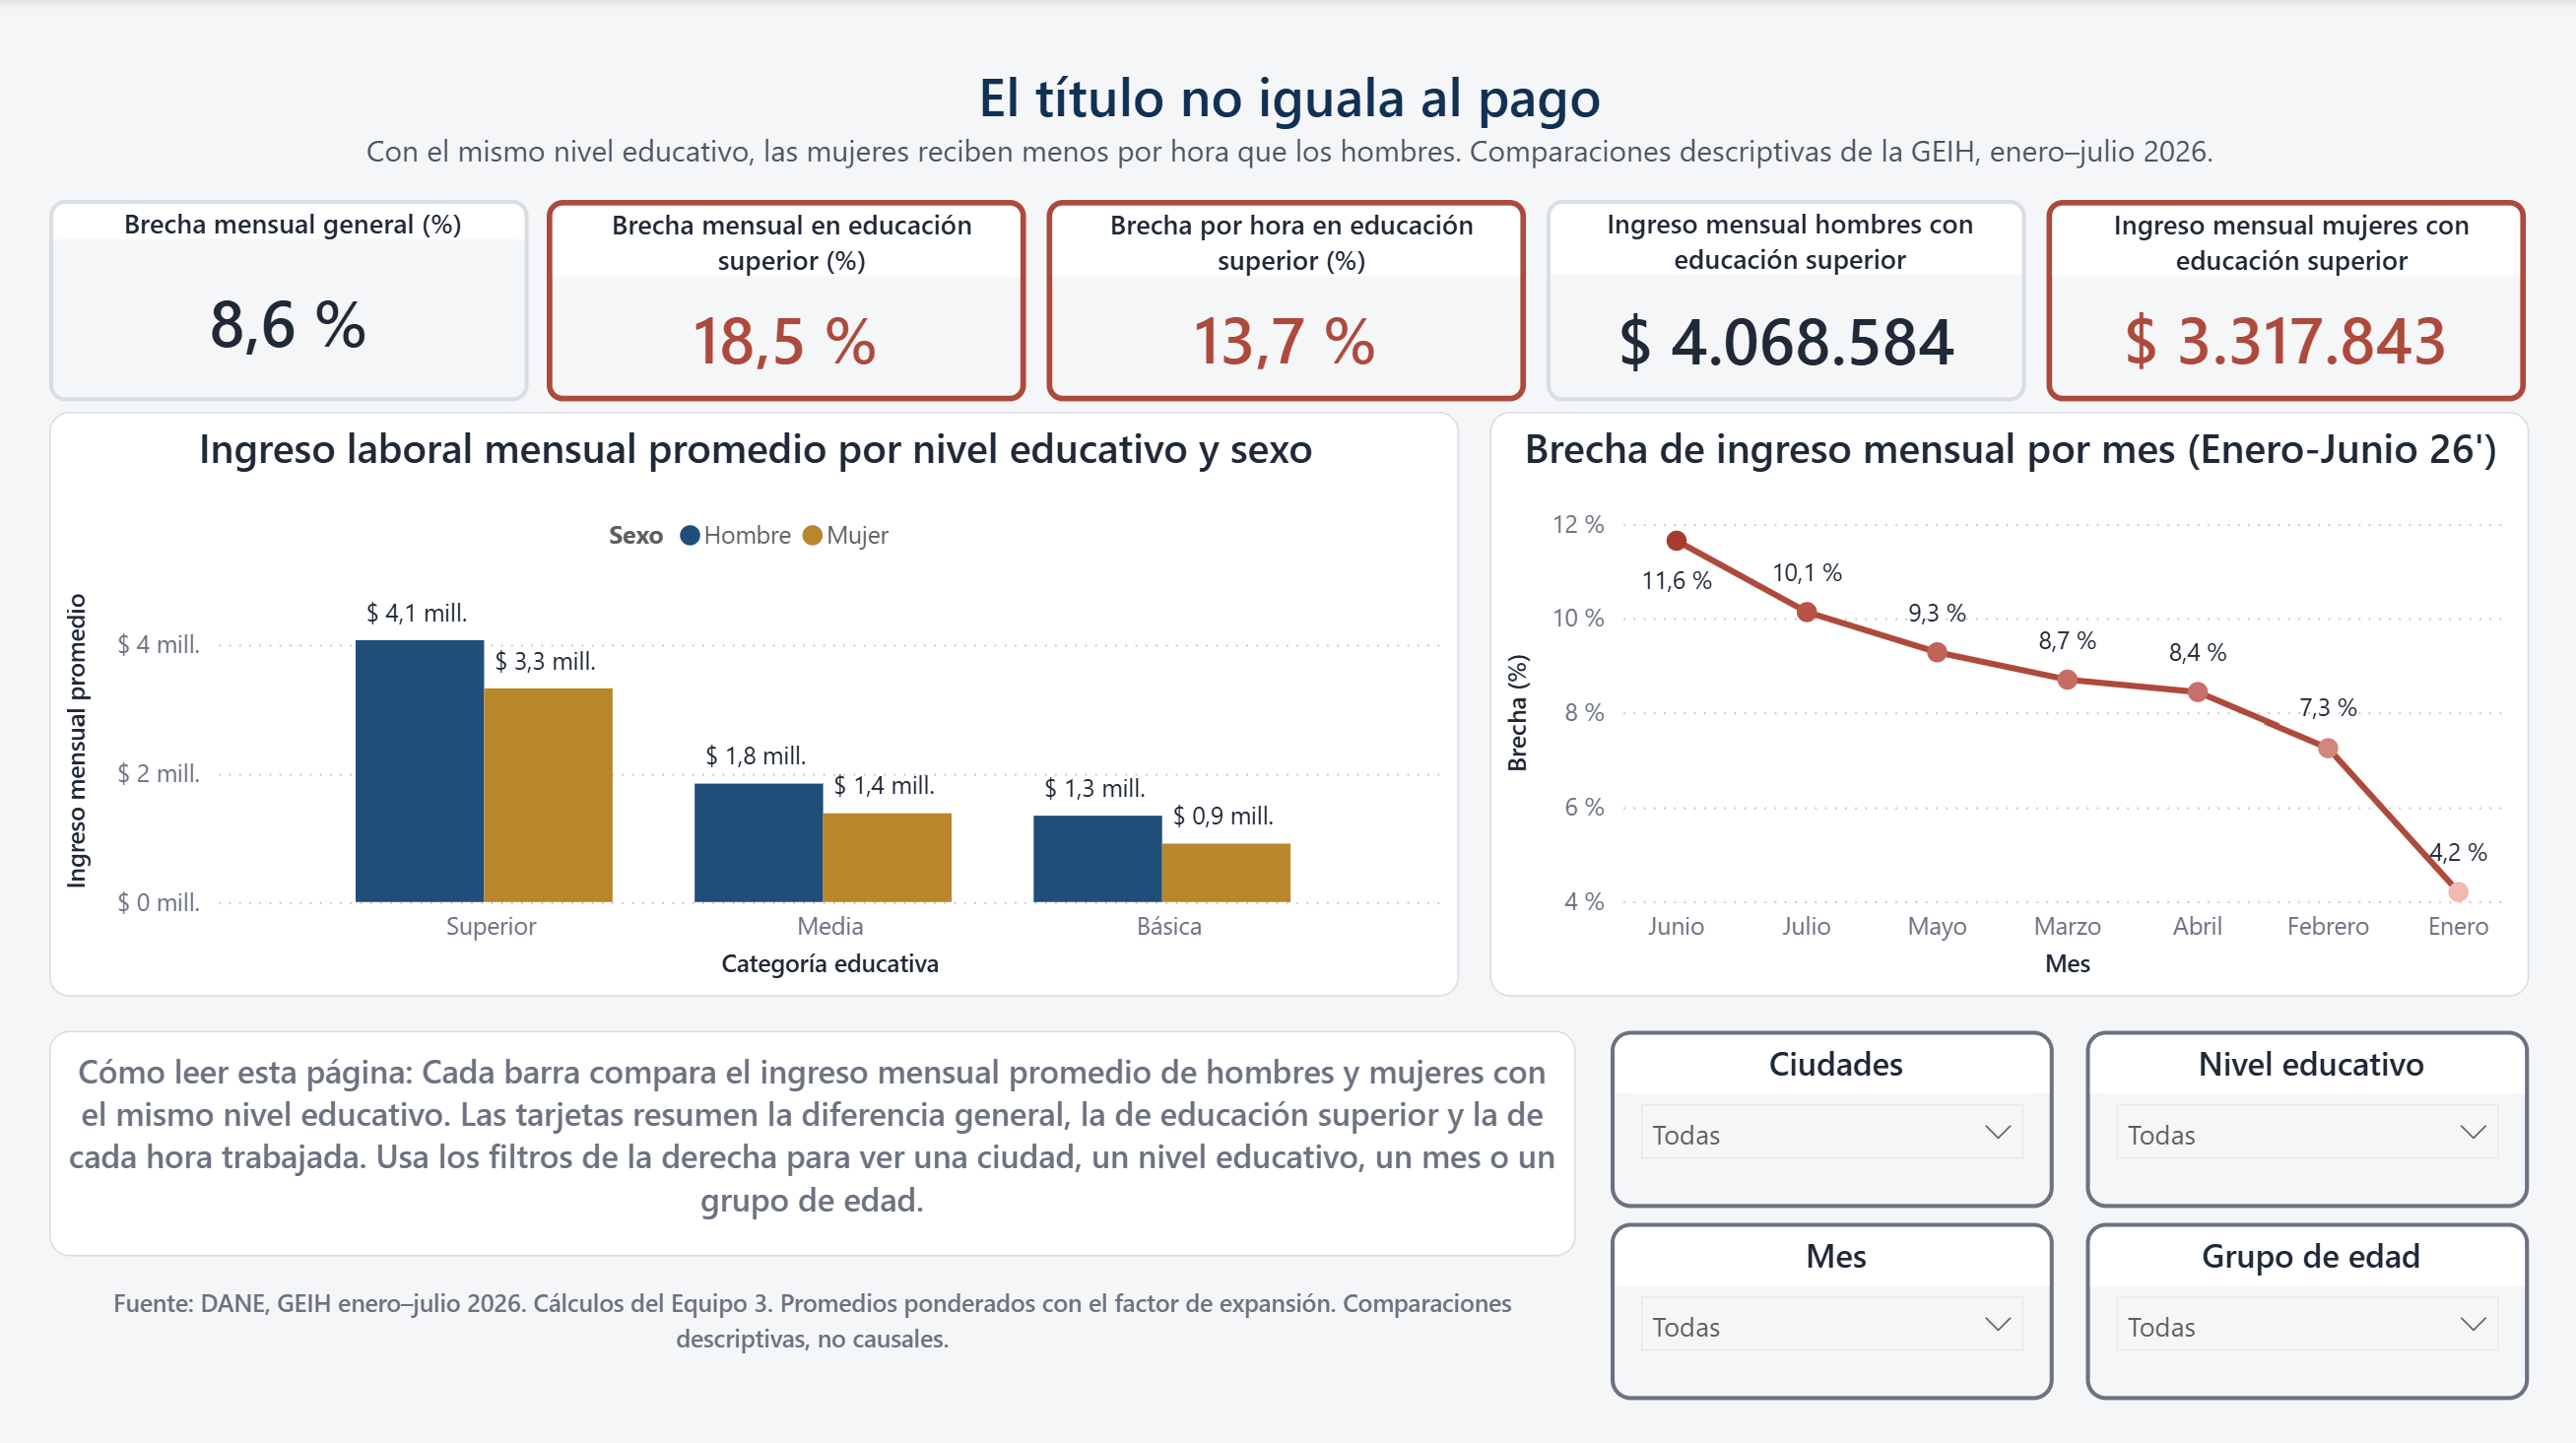 El título no iguala al pago
Con el mismo nivel educativo, las mujeres reciben menos por hora que los hombres. Comparaciones descriptivas de la GEIH, enero–julio 2026.
Brecha mensual general (%)
8,6 %
Brecha mensual en educación
superior (%)
18,5 %
Brecha por hora en educación
superior (%)
13,7 %
Ingreso mensual hombres con
educación superior
$ 4.068.584
Ingreso mensual mujeres con
educación superior
$ 3.317.843
Ingreso laboral mensual promedio por nivel educativo y sexo
Sexo Hombre Mujer
Ingreso mensual promedio
$ 4 mill.
$ 2 mill.
$ 0 mill.
$ 4,1 mill.
$ 3,3 mill.
$ 1,8 mill.
$ 1,4 mill.
$ 1,3 mill.
$ 0,9 mill.
Superior Media Básica
Categoría educativa
Brecha de ingreso mensual por mes (Enero-Junio 26')
Brecha (%)
12 %
10 %
8 %
6 %
4 %
11,6 %
10,1 %
9,3 %
8,7 %
8,4 %
7,3 %
4,2 %
Junio Julio Mayo Marzo Abril Febrero Enero
Mes
Cómo leer esta página: Cada barra compara el ingreso mensual promedio de hombres y mujeres con
el mismo nivel educativo. Las tarjetas resumen la diferencia general, la de educación superior y la de
cada hora trabajada. Usa los filtros de la derecha para ver una ciudad, un nivel educativo, un mes o un
grupo de edad.
Fuente: DANE, GEIH enero–julio 2026. Cálculos del Equipo 3. Promedios ponderados con el factor de expansión. Comparaciones
descriptivas, no causales.
Ciudades
Todas
Nivel educativo
Todas
Mes
Todas
Grupo de edad
Todas